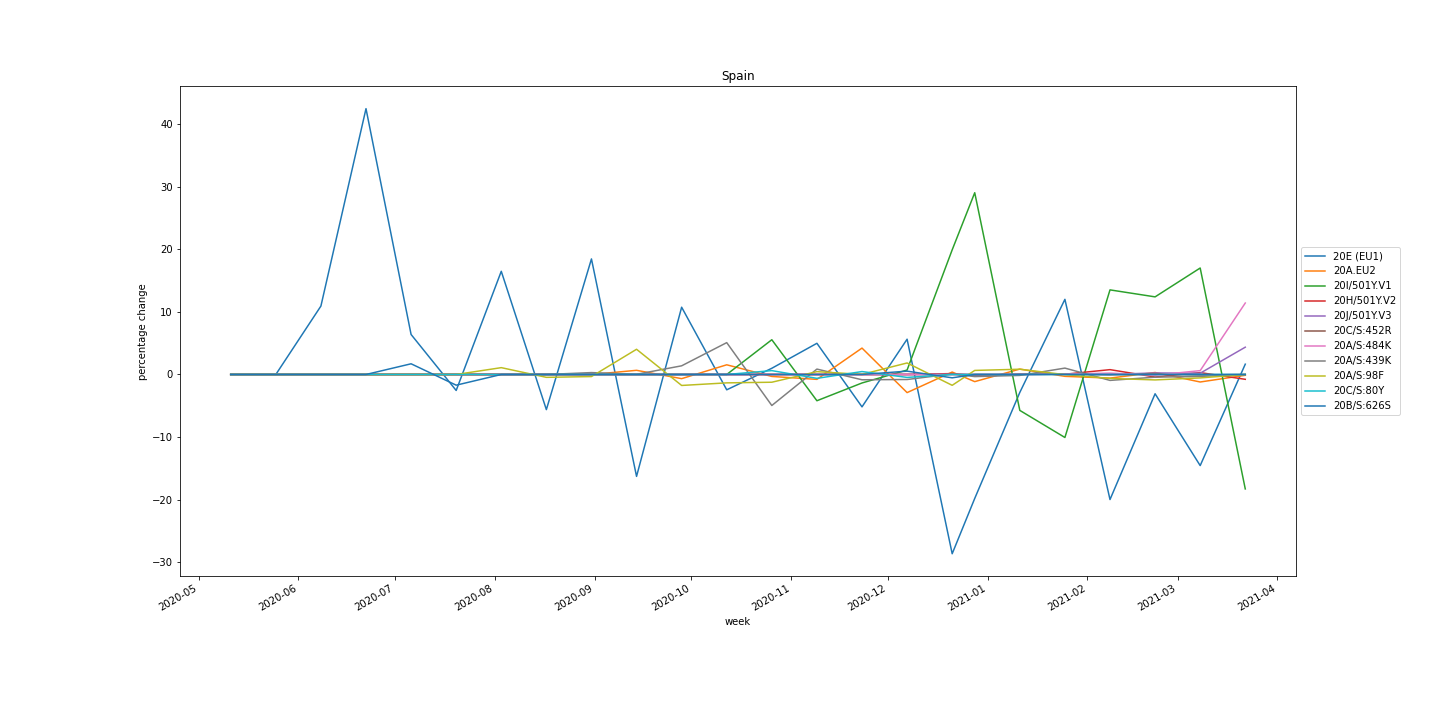 Spain
percentage change
40
30
20
10
0
−10
−20
−30
2020-05
2020-06
2020-07
2020-08
2020-09
2020-10
2020-11
2020-12
2021-01
2021-02
2021-03
2021-04
week
20E (EU1)
20A.EU2
20I/501Y.V1
20H/501Y.V2
20J/501Y.V3
20C/S:452R
20A/S:484K
20A/S:439K
20A/S:98F
20C/S:80Y
20B/S:626S